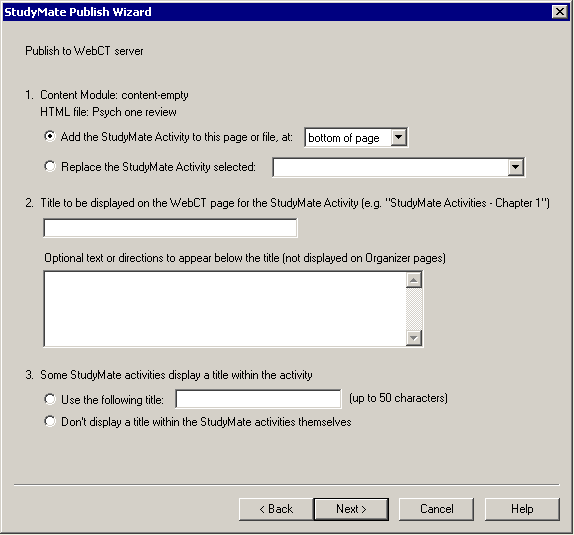 StudyMate Publish Wizard
Publish to WebCT server
1. Content Module: content-empty
HTML file: Psych one review
Add the StudyMate Activity to this page or file, at: bottom of page
Replace the StudyMate Activity selected:
2. Title to be displayed on the WebCT page for the StudyMate Activity (e.g. "StudyMate Activities - Chapter 1")
Optional text or directions to appear below the title (not displayed on Organizer pages)
3. Some StudyMate activities display a title within the activity
Use the following title: (up to 50 characters)
Don't display a title within the StudyMate activities themselves
< Back Next > Cancel Help